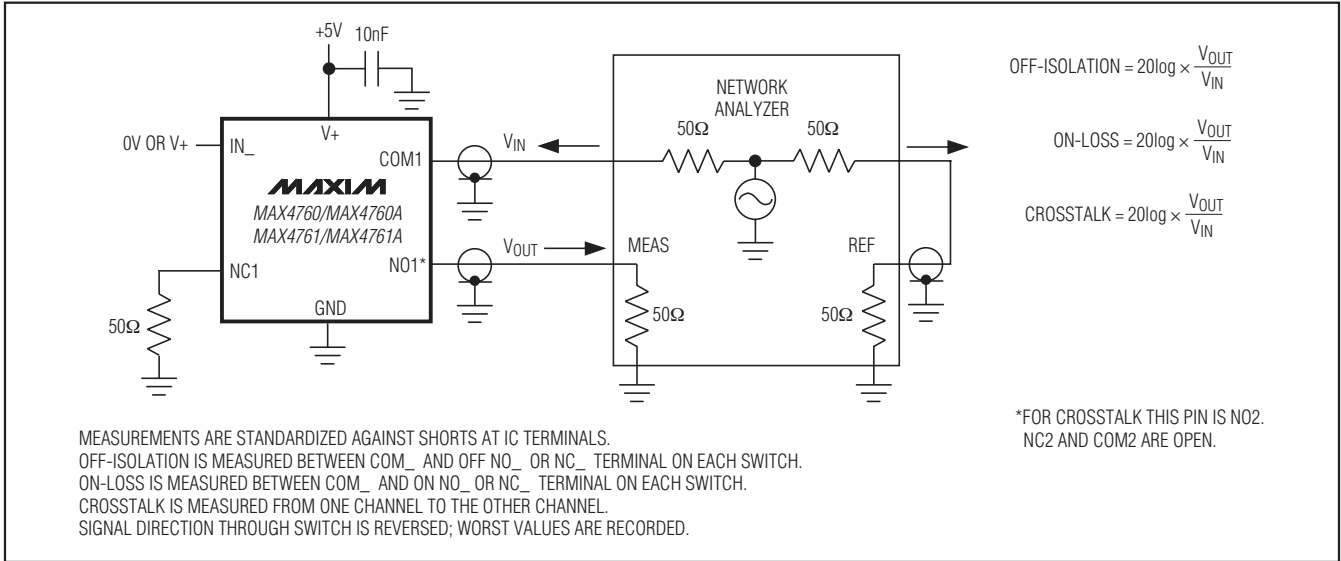 +5V
10nF
0V OR V+
IN_
V+
COM1
MAXIM
MAX4760/MAX4760A
MAX4761/MAX4761A
NC1
NO1*
GND
50Ω
VIN
VOUT
NETWORK
ANALYZER
50Ω
50Ω
MEAS
REF
50Ω
50Ω
OFF-ISOLATION = 20log × VOUT
VIN
ON-LOSS = 20log × VOUT
VIN
CROSSTALK = 20log × VOUT
VIN
*FOR CROSSTALK THIS PIN IS NO2.
NC2 AND COM2 ARE OPEN.
MEASUREMENTS ARE STANDARDIZED AGAINST SHORTS AT IC TERMINALS.
OFF-ISOLATION IS MEASURED BETWEEN COM_ AND OFF NO_ OR NC_ TERMINAL ON EACH SWITCH.
ON-LOSS IS MEASURED BETWEEN COM_ AND ON NO_ OR NC_ TERMINAL ON EACH SWITCH.
CROSSTALK IS MEASURED FROM ONE CHANNEL TO THE OTHER CHANNEL.
SIGNAL DIRECTION THROUGH SWITCH IS REVERSED; WORST VALUES ARE RECORDED.